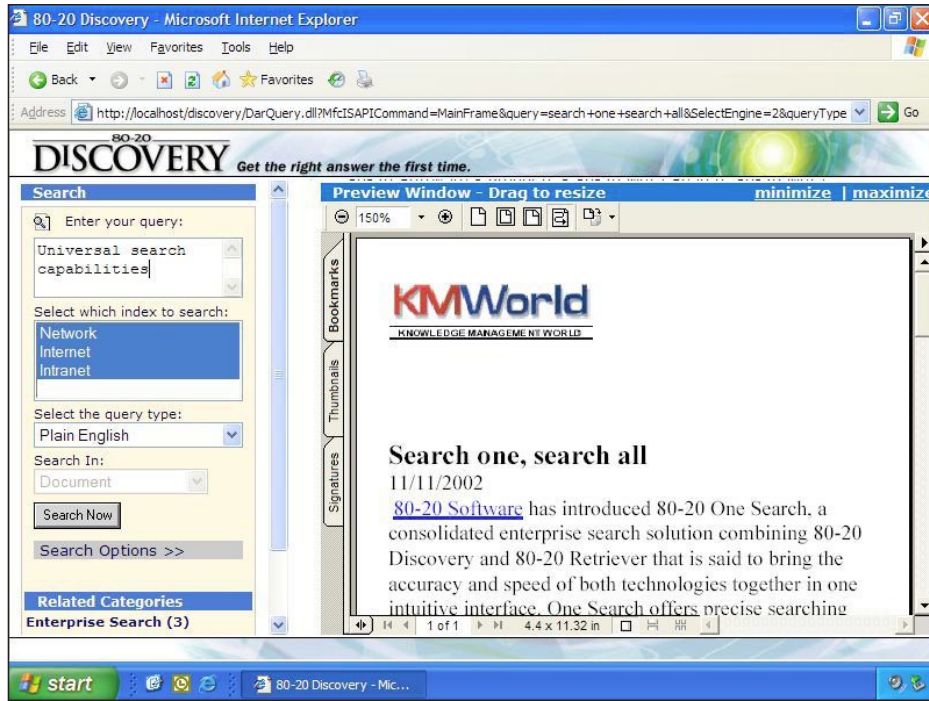 80-20 Discovery - Microsoft Internet Explorer
File Edit View Favorites Tools Help
Back Favorites
Address http://localhost/discovery/DarQuery.dll?MfcISAPICommand=MainFrame&query=search+one+search+all&SelectEngine=2&queryType Go
80-20
DISCOVERY Get the right answer the first time.
Search
Enter your query:
Universal search
capabilities
Select which index to search:
Network
Internet
Intranet
Select the query type:
Plain English
Search In:
Document
Search Now
Search Options >>
Related Categories
Enterprise Search (3)
Preview Window - Drag to resize minimize | maximize
150%
Bookmarks
Thumbnails
Signatures
KMWorld
KNOWLEDGE MANAGEMENT WORLD
Search one, search all
11/11/2002
80-20 Software has introduced 80-20 One Search, a
consolidated enterprise search solution combining 80-20
Discovery and 80-20 Retriever that is said to bring the
accuracy and speed of both technologies together in one
intuitive interface. One Search offers precise searching
1 of 1 4.4 x 11.32 in
start 80-20 Discovery - Mic...